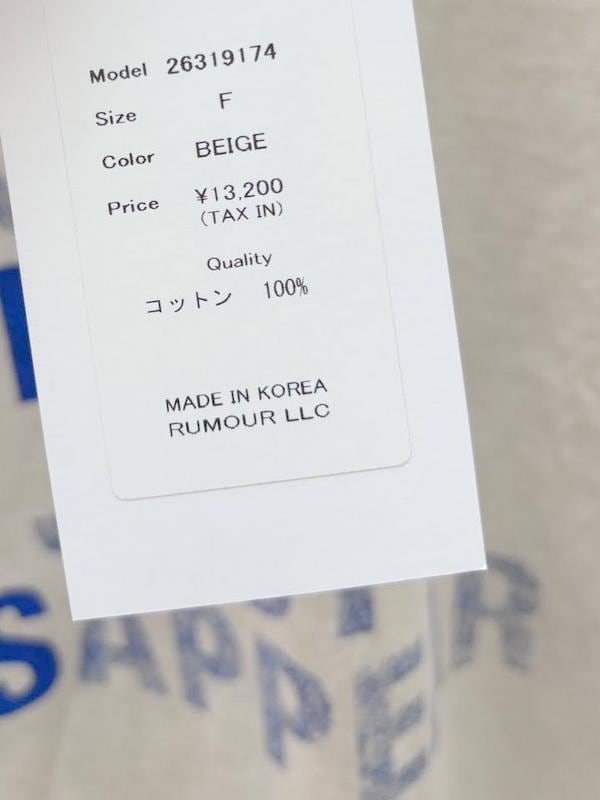 Model 26319174
Size F
Color BEIGE
Price ¥13,200
(TAX IN)
Quality
コットン 100%
MADE IN KOREA
RUMOUR LLC